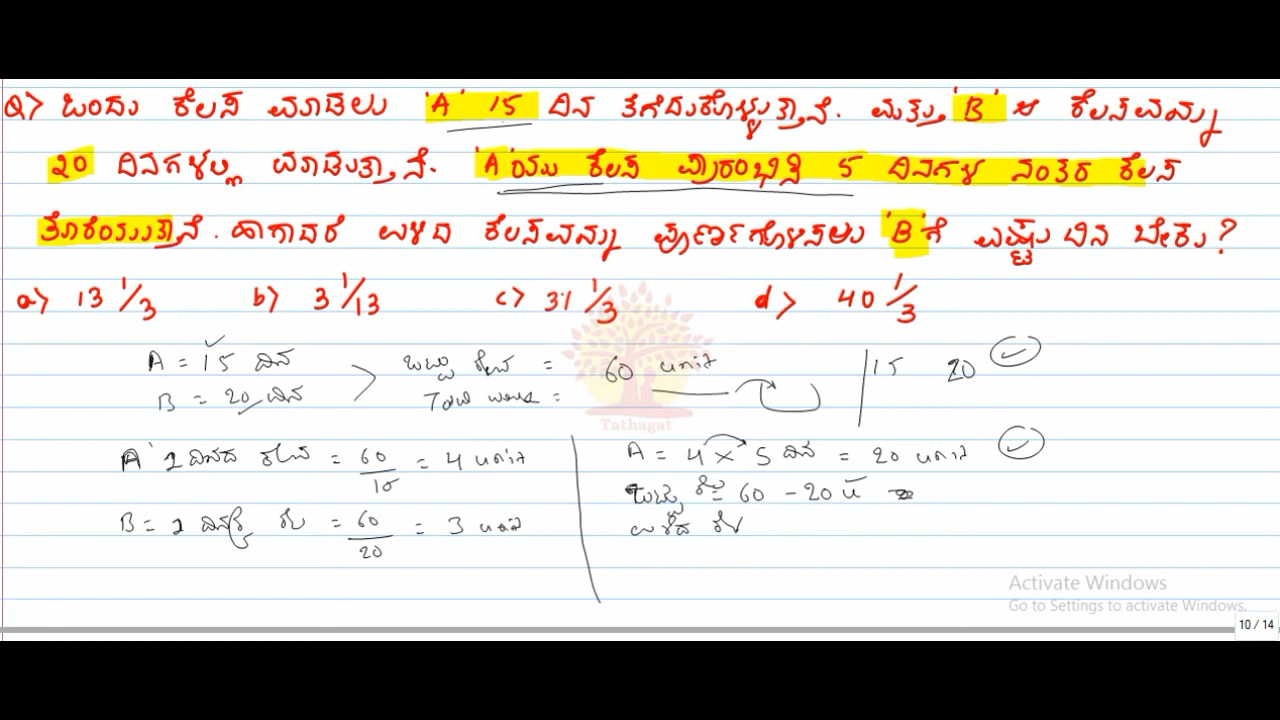 Q> ಒಂದು ಕೆಲಸ ಮಾಡಲು 'A' 15 ದಿನ ತೆಗೆದುಕೊಳ್ಳುತ್ತಾನೆ. ಮತ್ತು 'B' ಆ ಕೆಲಸವನ್ನು
20 ದಿನಗಳಲ್ಲಿ ಮಾಡುತ್ತಾನೆ. 'A'ಯು ಕೆಲಸ ಪ್ರಾರಂಭಿಸಿ 5 ದಿನಗಳ ನಂತರ ಕೆಲಸ
ತೊರೆಯುತ್ತಾನೆ. ಹಾಗಾದರೆ ಉಳಿದ ಕೆಲಸವನ್ನು ಪೂರ್ಣಗೊಳಿಸಲು 'B'ಗೆ ಎಷ್ಟು ದಿನ ಬೇಕು?
a> 13 1/3 b> 3 1/13 c> 31 1/3 d> 40 1/3
A = 15 ದಿನ
B = 20 ದಿನ
ಒಟ್ಟು ಕೆಲಸ = 60 unit
Total work =
15 20
Tathagat
A 1 ದಿನದ ಕೆಲಸ = 60/15 = 4 unit
B = 1 ದಿನದ = 60/20 = 3 unit
A = 4 × 5 ದಿನ = 20 unit
ಒಟ್ಟು = 60 - 20
ಉಳಿದ ಕೆಲ
Activate Windows
Go to Settings to activate Windows.
10 / 14